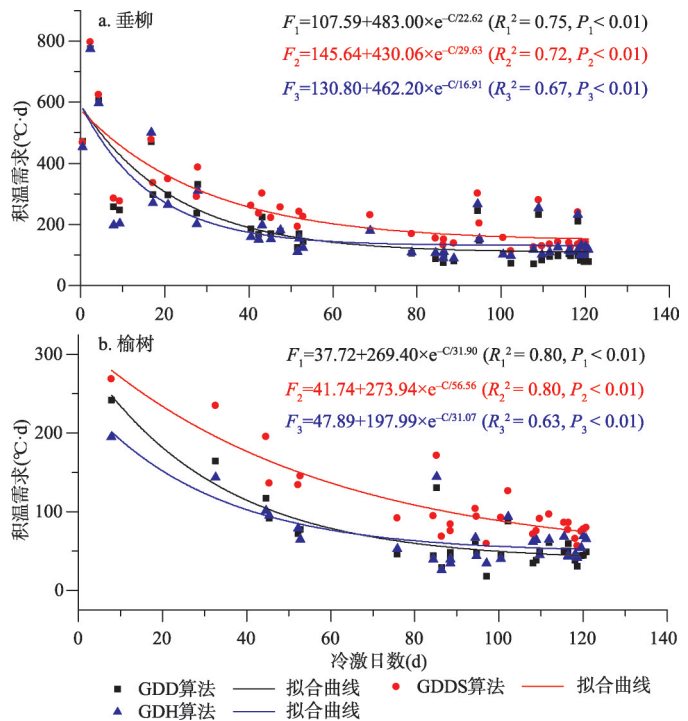 a. 垂柳
F₁=107.59+483.00×e^(–C/22.62) (R₁²=0.75, P₁<0.01)
F₂=145.64+430.06×e^(–C/29.63) (R₂²=0.72, P₂<0.01)
F₃=130.80+462.20×e^(–C/16.91) (R₃²=0.67, P₃<0.01)
积温需求(℃·d)
800
600
400
200
0
0 20 40 60 80 100 120 140
b. 榆树
F₁=37.72+269.40×e^(–C/31.90) (R₁²=0.80, P₁<0.01)
F₂=41.74+273.94×e^(–C/56.56) (R₂²=0.80, P₂<0.01)
F₃=47.89+197.99×e^(–C/31.07) (R₃²=0.63, P₃<0.01)
积温需求(℃·d)
300
200
100
0
0 20 40 60 80 100 120 140
冷激日数(d)
GDD算法 拟合曲线 GDDS算法 拟合曲线
GDH算法 拟合曲线